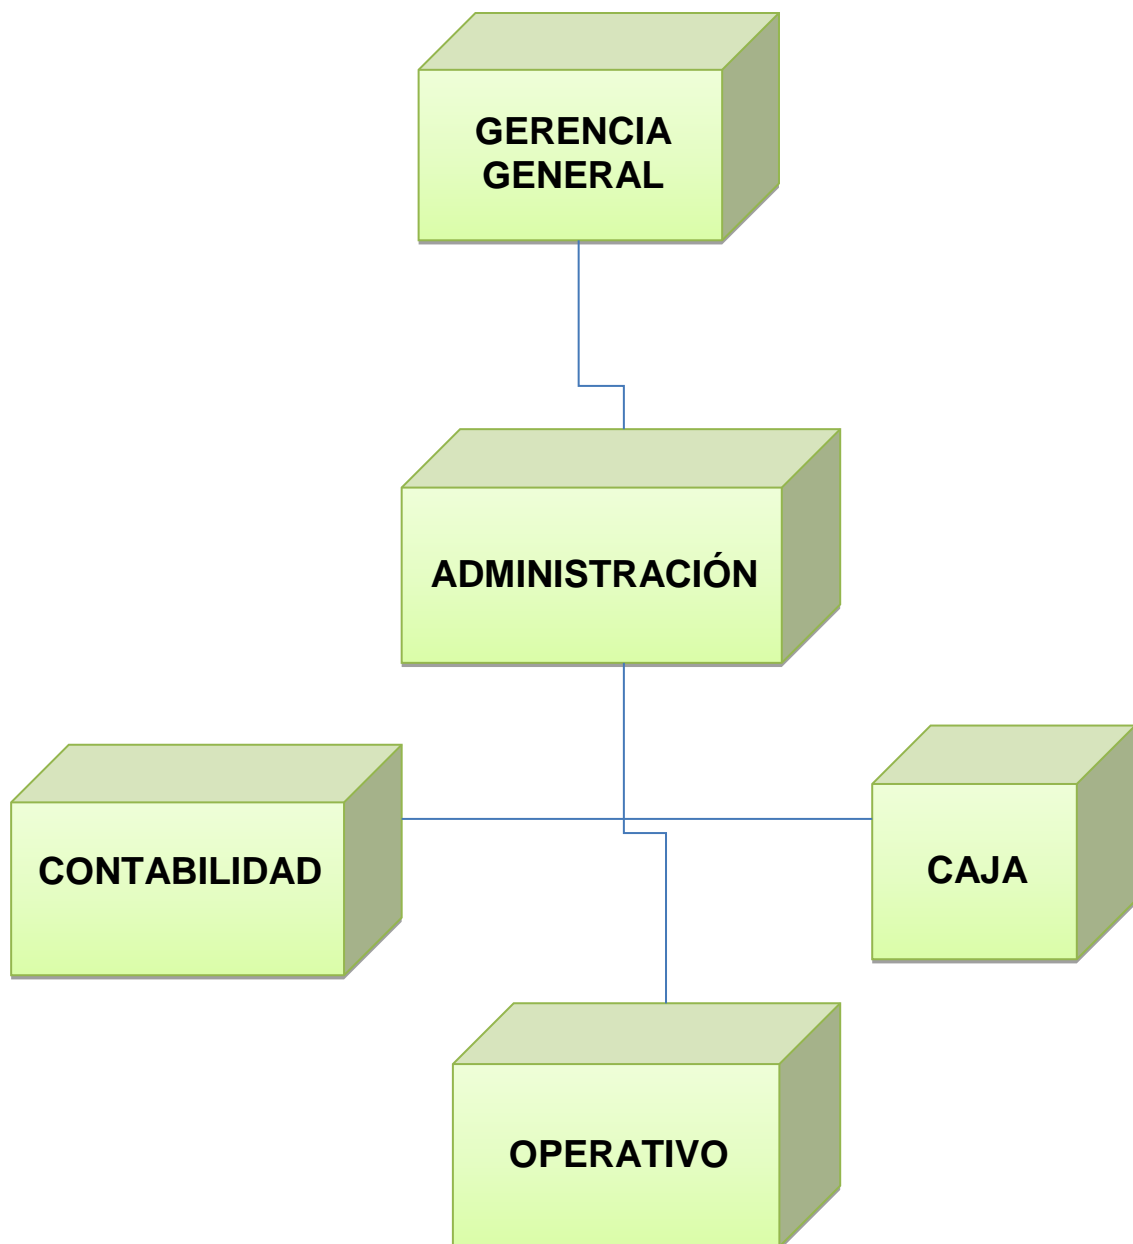 GERENCIA
GENERAL
ADMINISTRACIÓN
CONTABILIDAD
CAJA
OPERATIVO